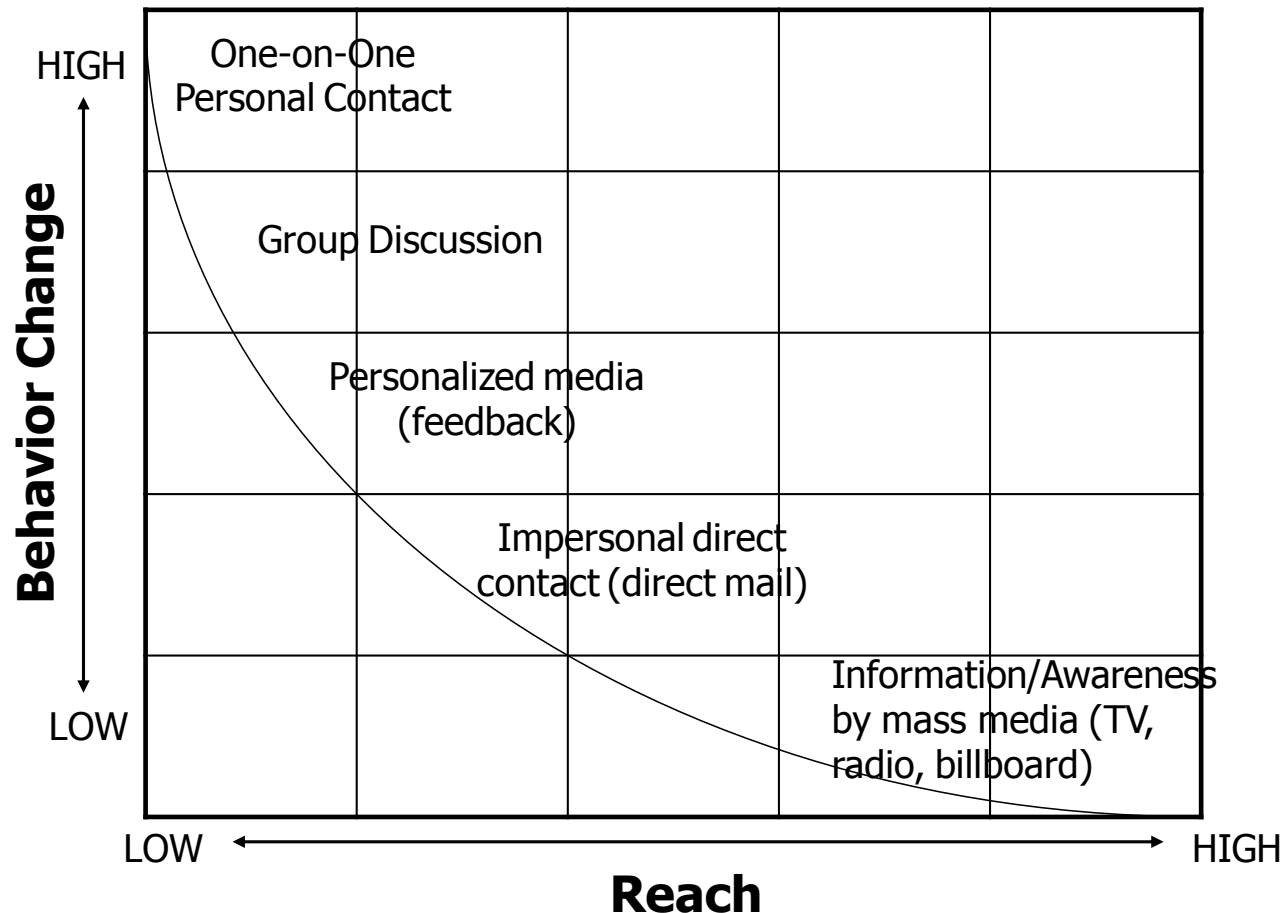 HIGH
One-on-One
Personal Contact
Group Discussion
Behavior Change
Personalized media
(feedback)
Impersonal direct
contact (direct mail)
Information/Awareness
by mass media (TV,
radio, billboard)
LOW
LOW
HIGH
Reach